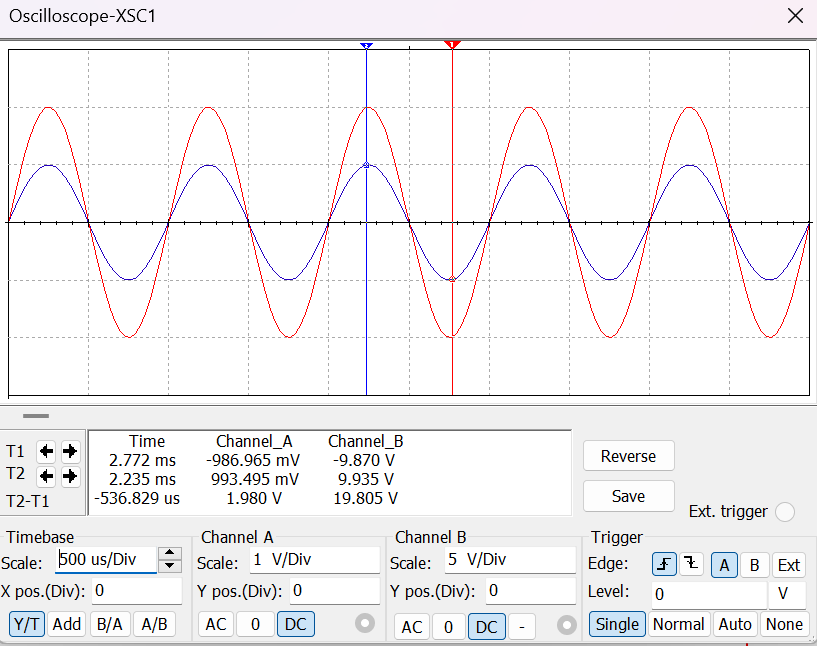 Oscilloscope-XSC1
2 1
Time Channel_A Channel_B
T1 2.772 ms -986.965 mV -9.870 V
T2 2.235 ms 993.495 mV 9.935 V
T2-T1 -536.829 us 1.980 V 19.805 V
Reverse
Save
Ext. trigger
Timebase Channel A Channel B Trigger
Scale: 500 us/Div Scale: 1 V/Div Scale: 5 V/Div Edge: A B Ext
X pos.(Div): 0 Y pos.(Div): 0 Y pos.(Div): 0 Level: 0 V
Y/T Add B/A A/B AC 0 DC AC 0 DC - Single Normal Auto None